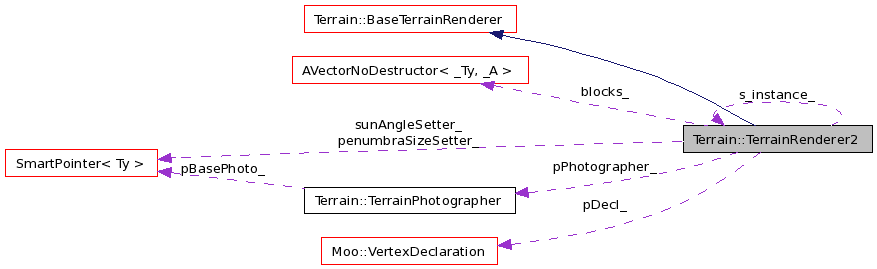 Terrain::BaseTerrainRenderer
AVectorNoDestructor< _Ty, _A >
blocks_
s_instance_
sunAngleSetter_
penumbraSizeSetter_
Terrain::TerrainRenderer2
SmartPointer< Ty >
pBasePhoto_
pPhotographer_
Terrain::TerrainPhotographer
pDecl_
Moo::VertexDeclaration